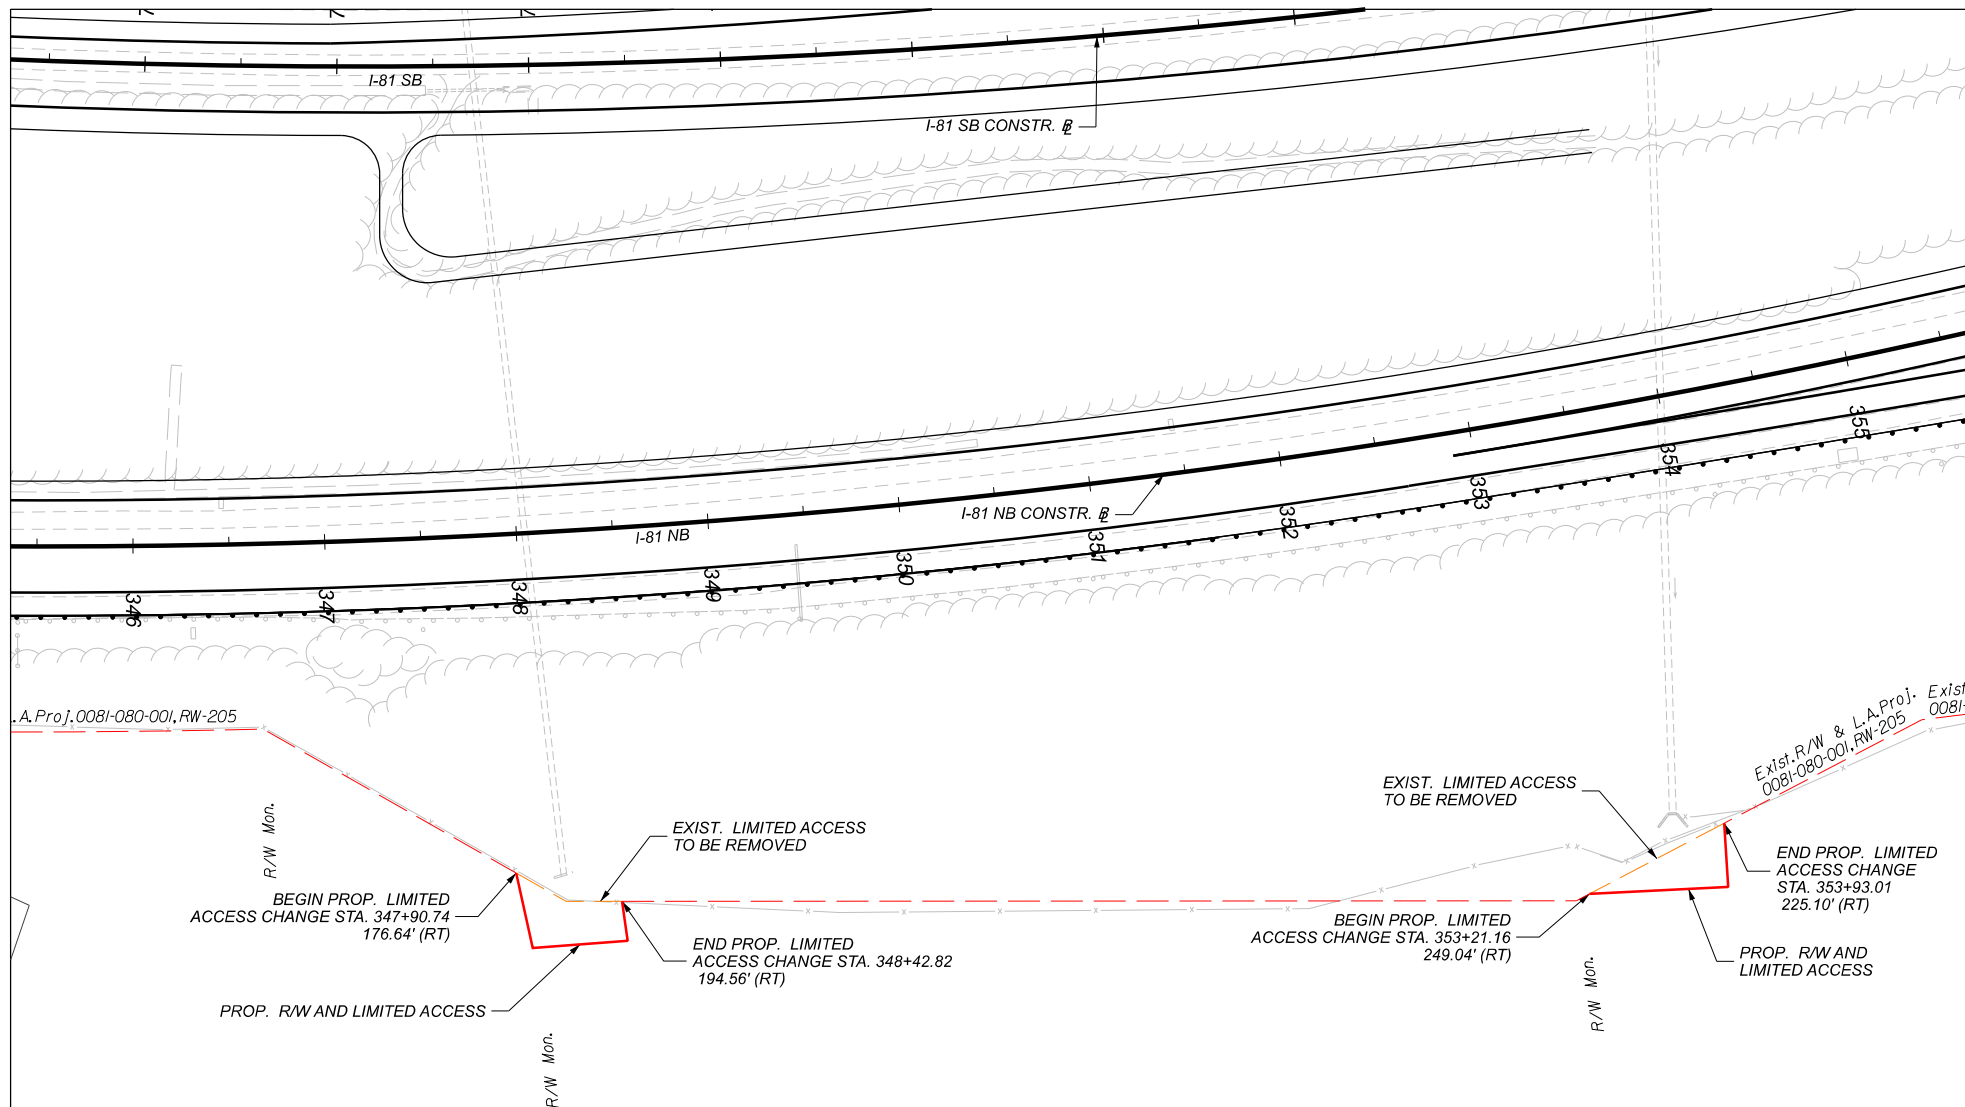 I-81 SB
I-81 SB CONSTR. BL
I-81 NB CONSTR. BL
I-81 NB
346
347
348
349
350
351
352
353
354
355
.A.Proj.0081-080-001,RW-205
R/W Mon.
BEGIN PROP. LIMITED
ACCESS CHANGE STA. 347+90.74
176.64' (RT)
EXIST. LIMITED ACCESS
TO BE REMOVED
END PROP. LIMITED
ACCESS CHANGE STA. 348+42.82
194.56' (RT)
PROP. R/W AND LIMITED ACCESS
R/W Mon.
EXIST. LIMITED ACCESS
TO BE REMOVED
BEGIN PROP. LIMITED
ACCESS CHANGE STA. 353+21.16
249.04' (RT)
R/W Mon.
END PROP. LIMITED
ACCESS CHANGE
STA. 353+93.01
225.10' (RT)
PROP. R/W AND
LIMITED ACCESS
Exist.R/W & L.A.Proj.
0081-080-001,RW-205
Exist
0081-